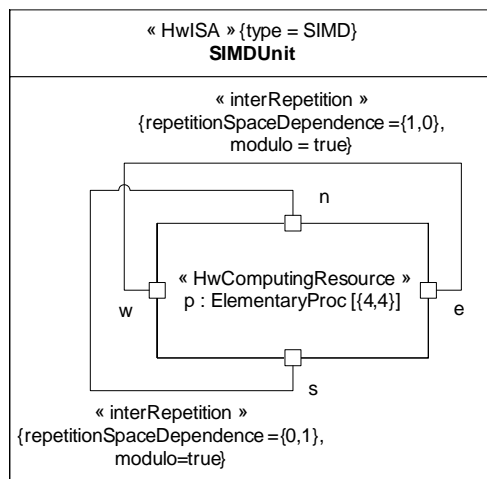 « HwISA » {type = SIMD}
SIMDUnit
« interRepetition »
{repetitionSpaceDependence ={1,0},
modulo = true}
n
« HwComputingResource »
p : ElementaryProc [{4,4}]
w
e
s
« interRepetition »
{repetitionSpaceDependence ={0,1},
modulo=true}